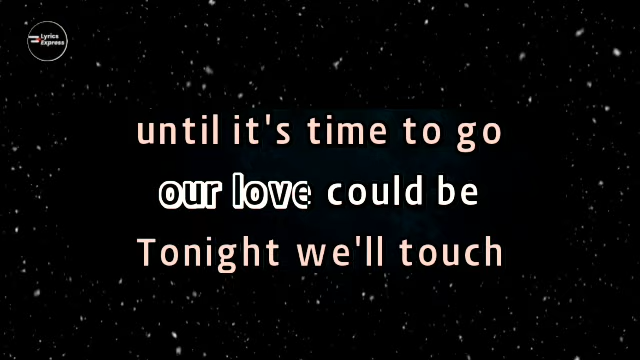 Lyrics
Express
until it's time to go
our love could be
Tonight we'll touch